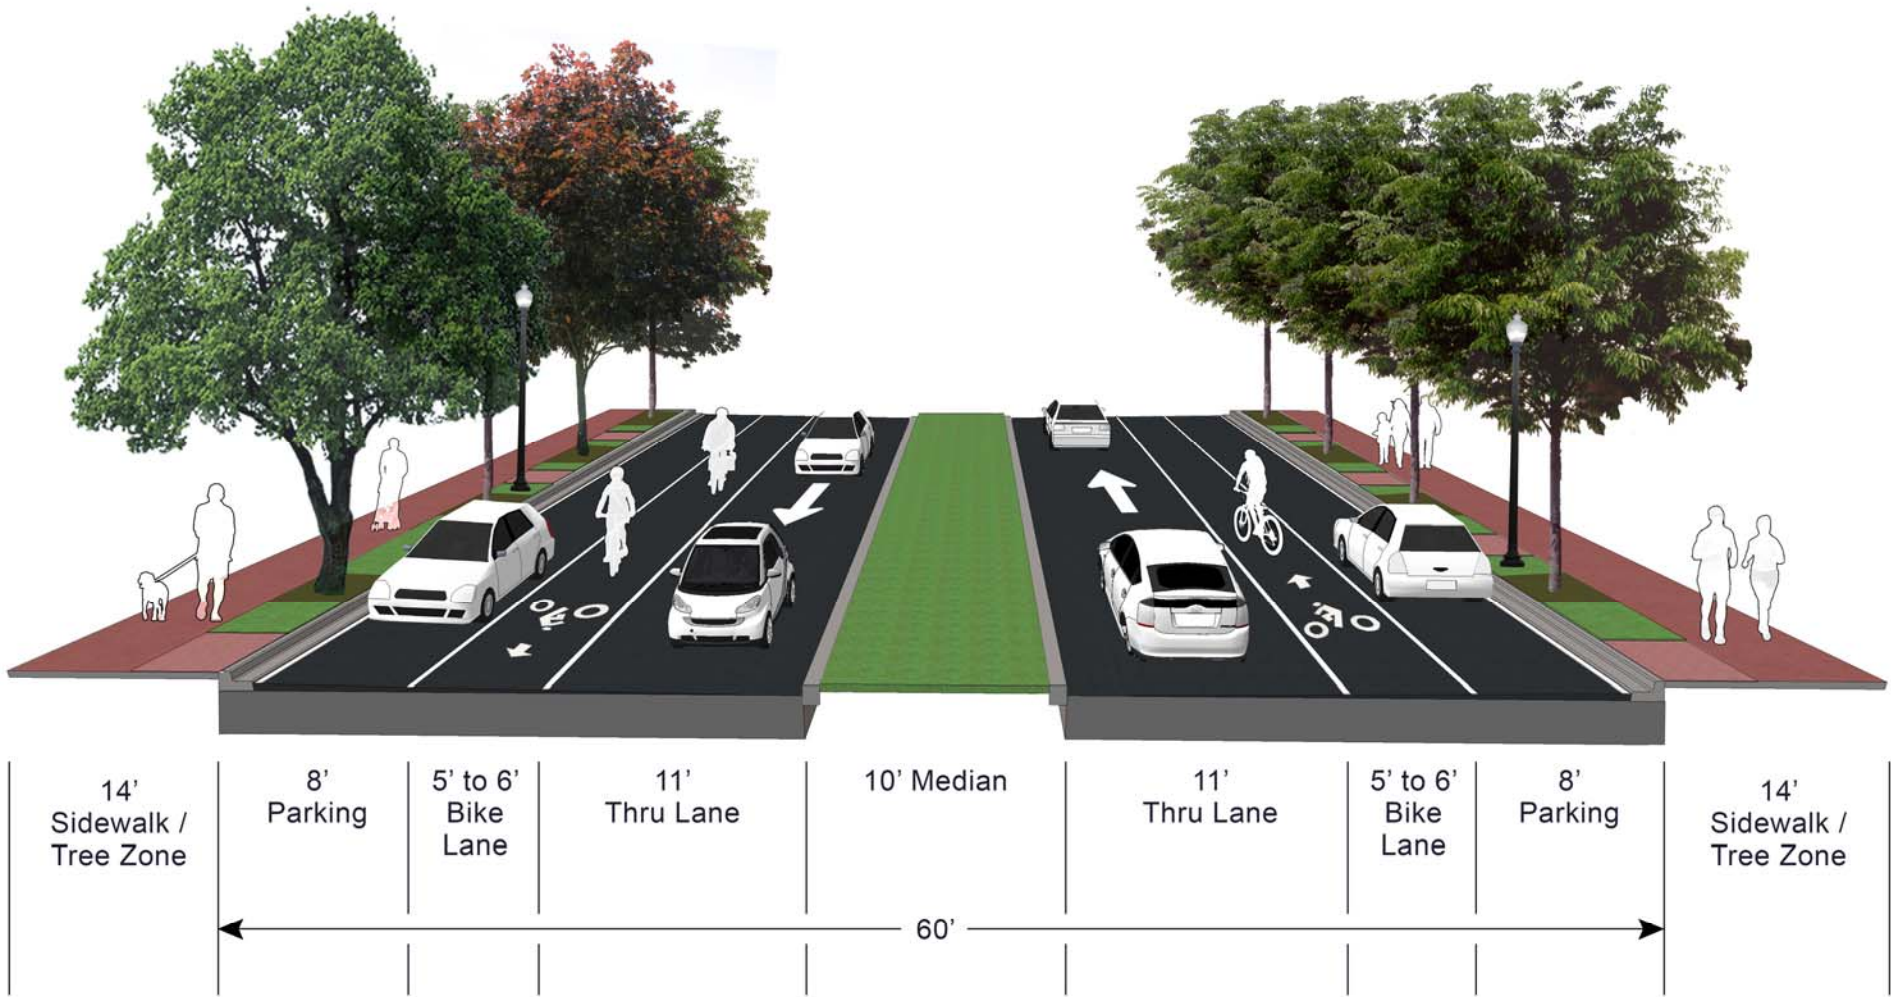 14’
Sidewalk /
Tree Zone
8’
Parking
5’ to 6’
Bike
Lane
11’
Thru Lane
10’ Median
11’
Thru Lane
5’ to 6’
Bike
Lane
8’
Parking
14’
Sidewalk /
Tree Zone
60’